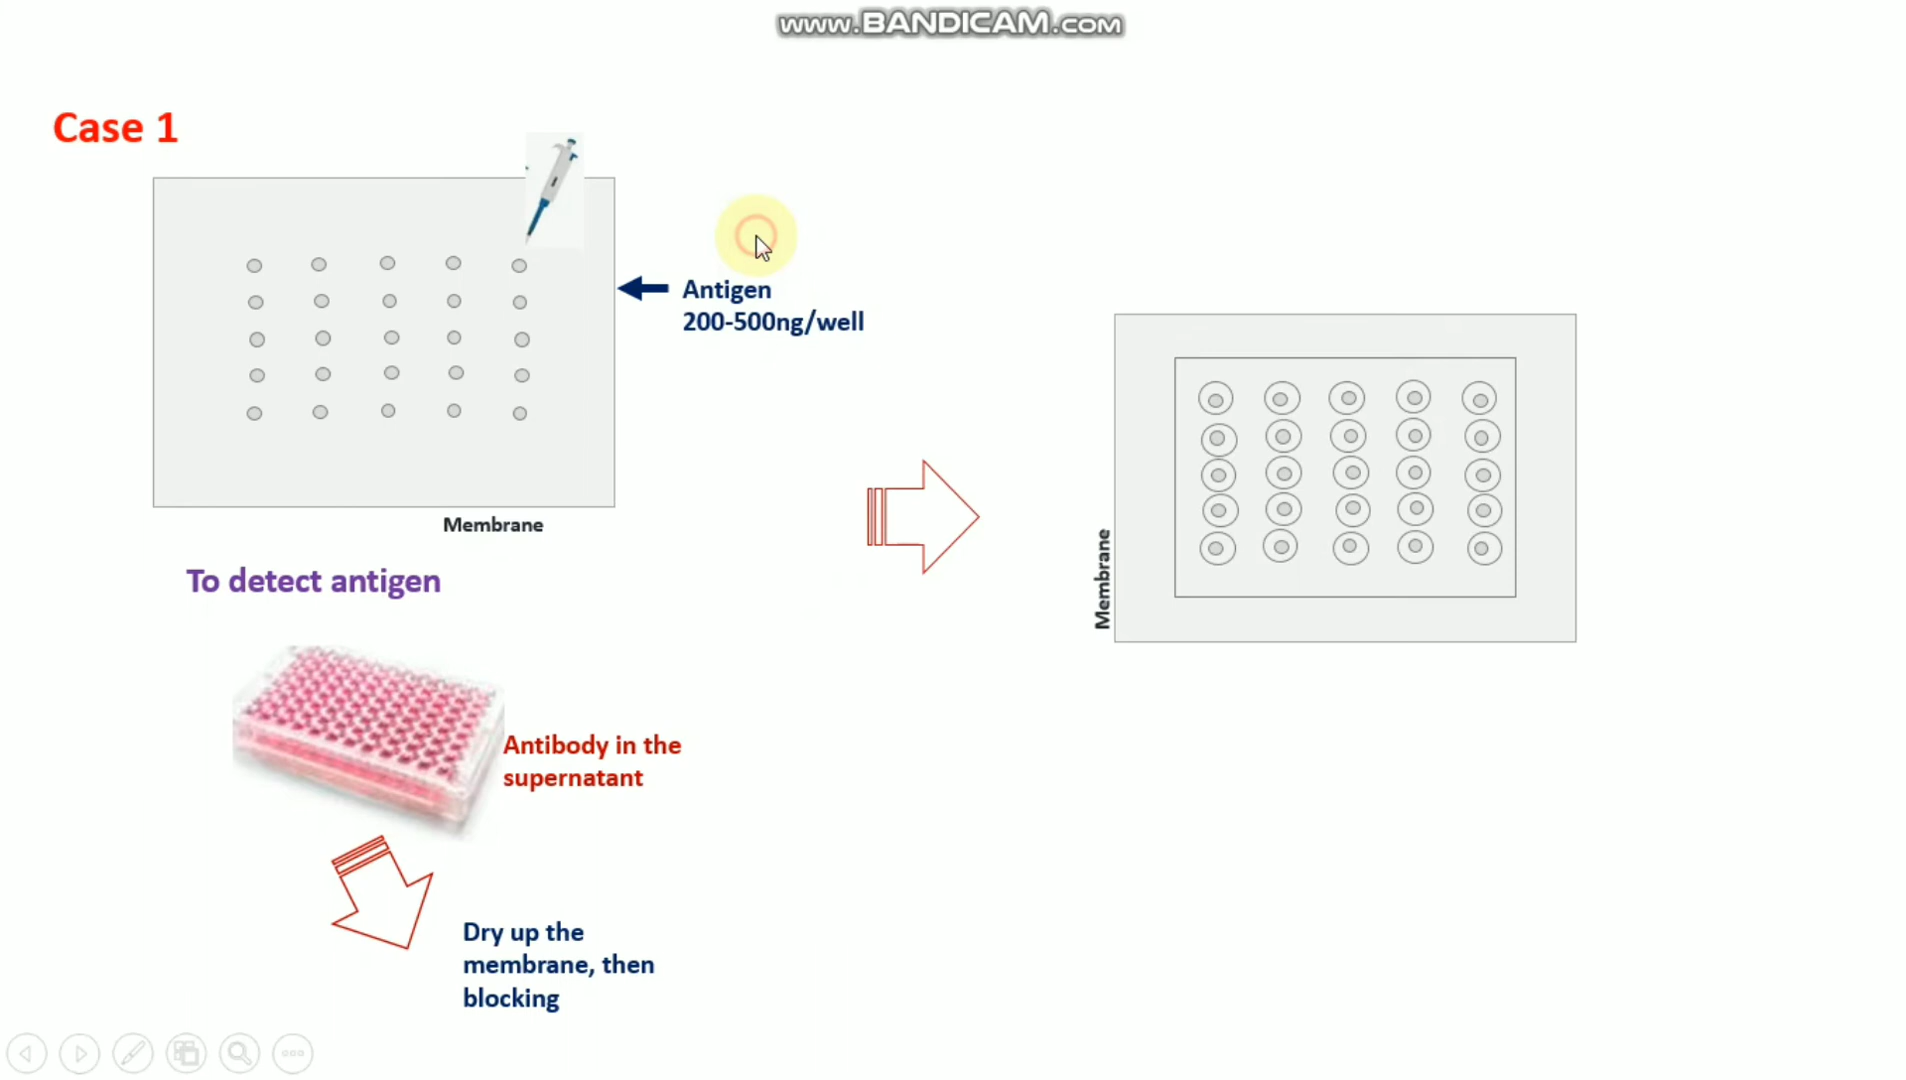 www.BANDICAM.com
Case 1
Antigen
200-500ng/well
Membrane
To detect antigen
Membrane
Antibody in the
supernatant
Dry up the
membrane, then
blocking